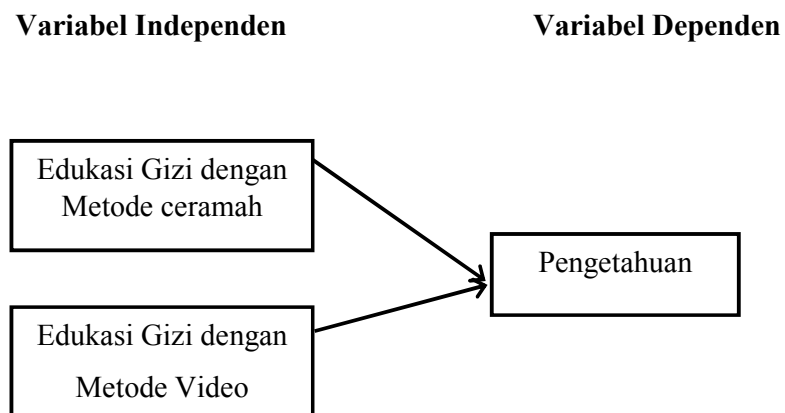 Variabel Independen Variabel Dependen
Edukasi Gizi dengan
Metode ceramah
Pengetahuan
Edukasi Gizi dengan
Metode Video